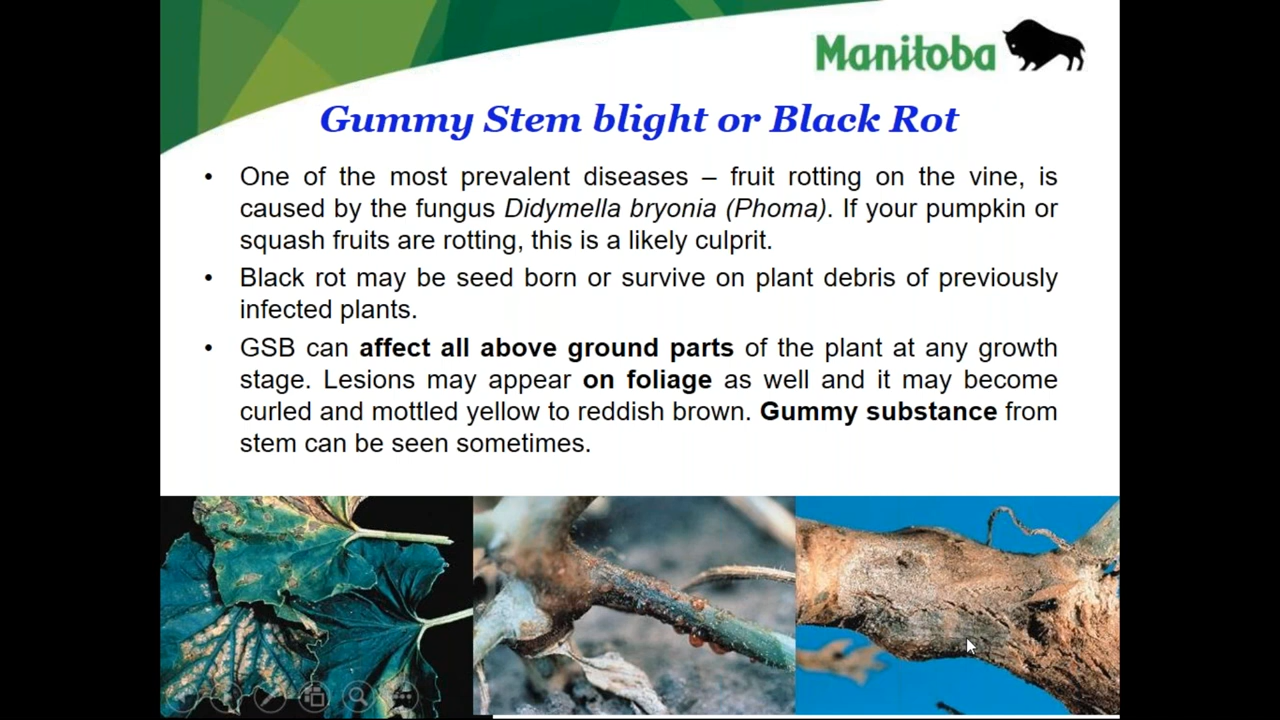 Manitoba
Gummy Stem blight or Black Rot
• One of the most prevalent diseases – fruit rotting on the vine, is
caused by the fungus Didymella bryonia (Phoma). If your pumpkin or
squash fruits are rotting, this is a likely culprit.
• Black rot may be seed born or survive on plant debris of previously
infected plants.
• GSB can affect all above ground parts of the plant at any growth
stage. Lesions may appear on foliage as well and it may become
curled and mottled yellow to reddish brown. Gummy substance from
stem can be seen sometimes.